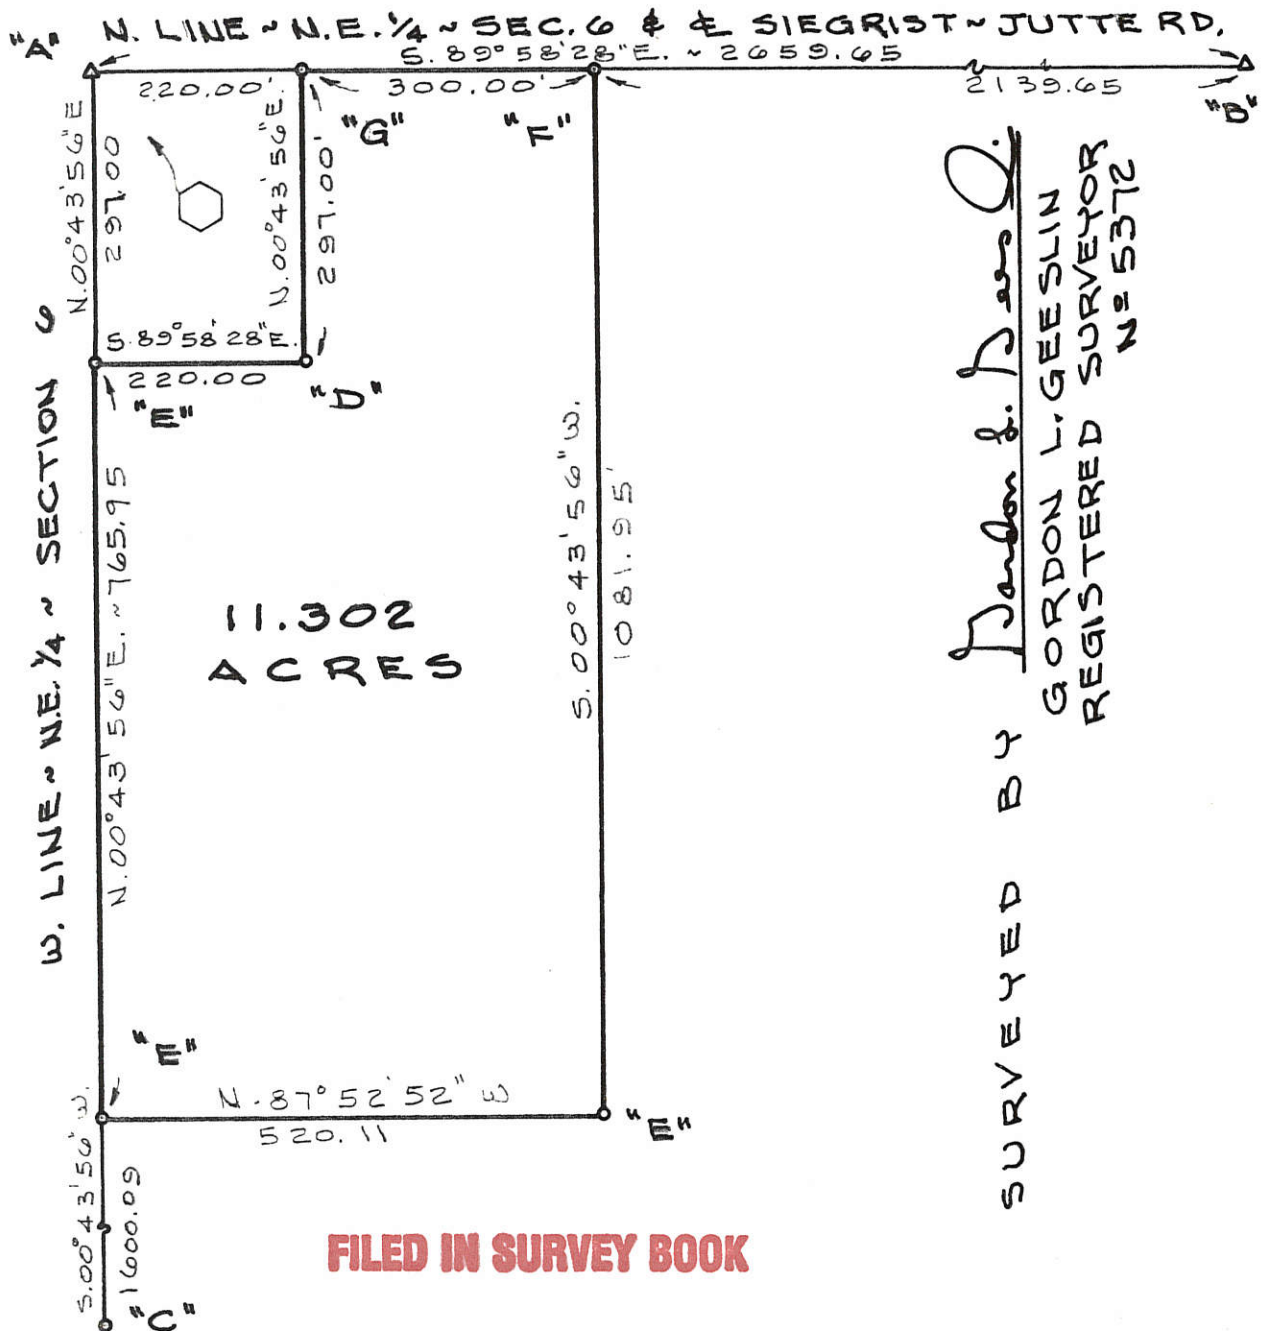 "A" N. LINE ~ N.E. ¼ ~ SEC. 6 & ℄ SIEGRIST ~ JUTTE RD.
S. 89° 58' 28" E. ~ 2659.65
220.00'
300.00'
2139.65
"G"
"F"
"B"
N. 00° 43' 56" E
297.00
N. 00° 43' 56" E.
297.00'
S. 89° 58' 28" E.
220.00
"E"
"D"
W. LINE ~ N.E. ¼ ~ SECTION 6
N. 00° 43' 56" E. ~ 765.95
11.302
ACRES
S. 00° 43' 56" W.
1081.95'
"E"
N. 87° 52' 52" W
520.11
"E"
S. 00° 43' 56" W.
1600.09
"C"
SURVEYED BY
GORDON L. GEESLIN
REGISTERED SURVEYOR
Nº 5372
FILED IN SURVEY BOOK